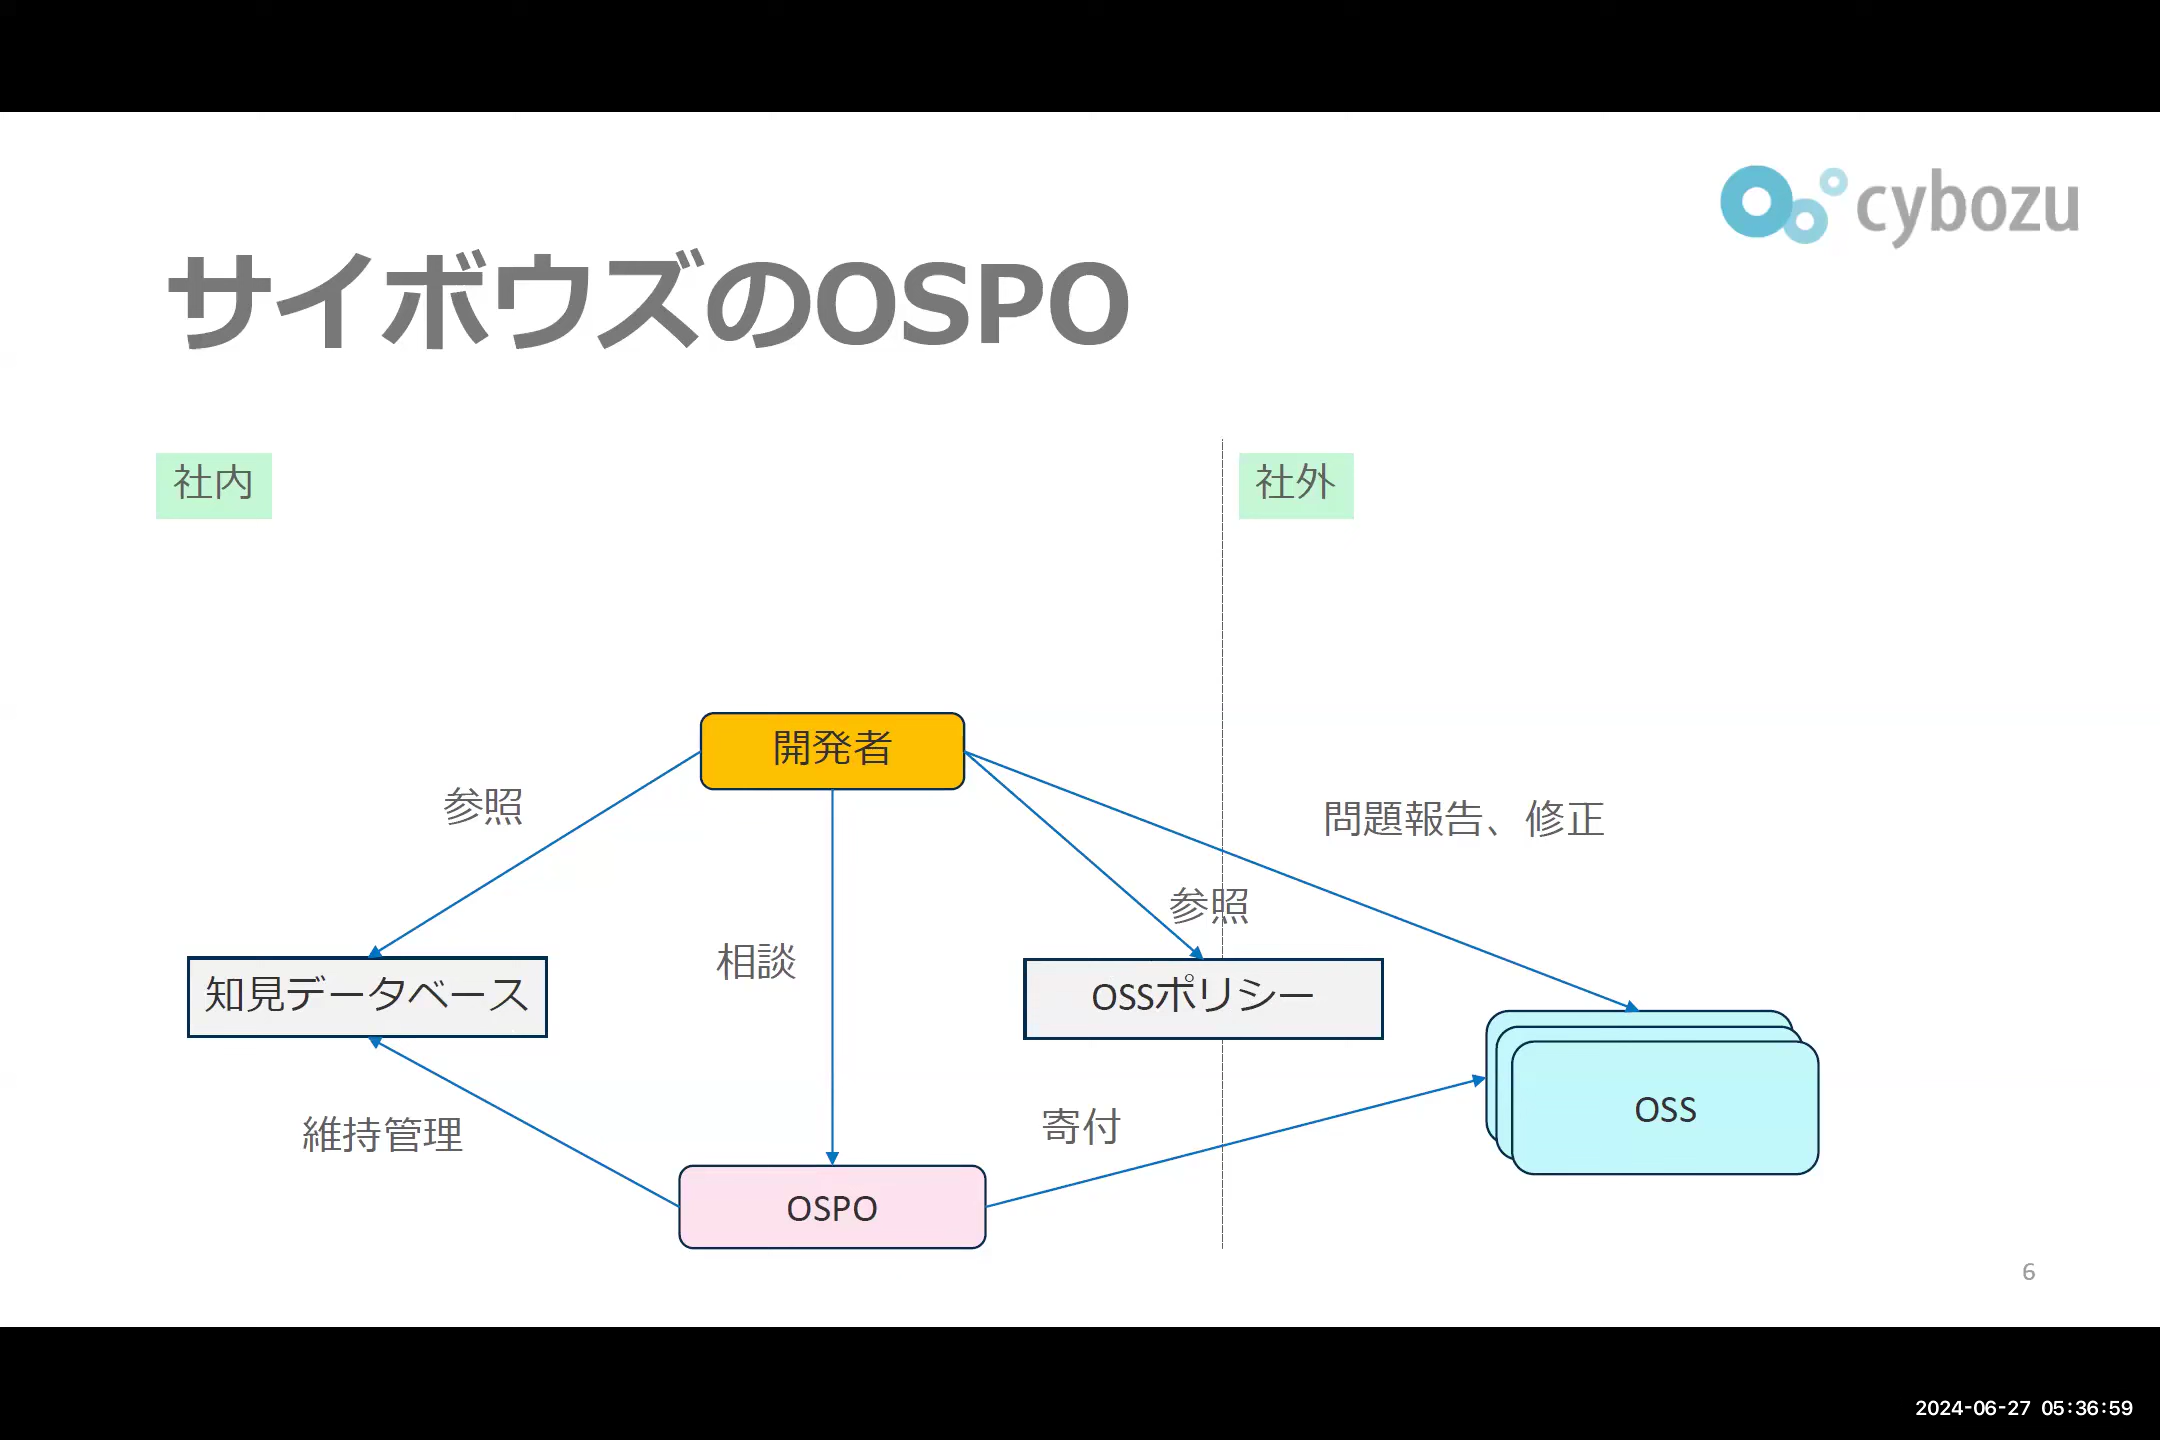 cybozu
サイボウズのOSPO
社内
社外
開発者
参照
問題報告、修正
参照
相談
知見データベース
OSSポリシー
OSS
維持管理
寄付
OSPO
6
2024-06-27 05:36:59